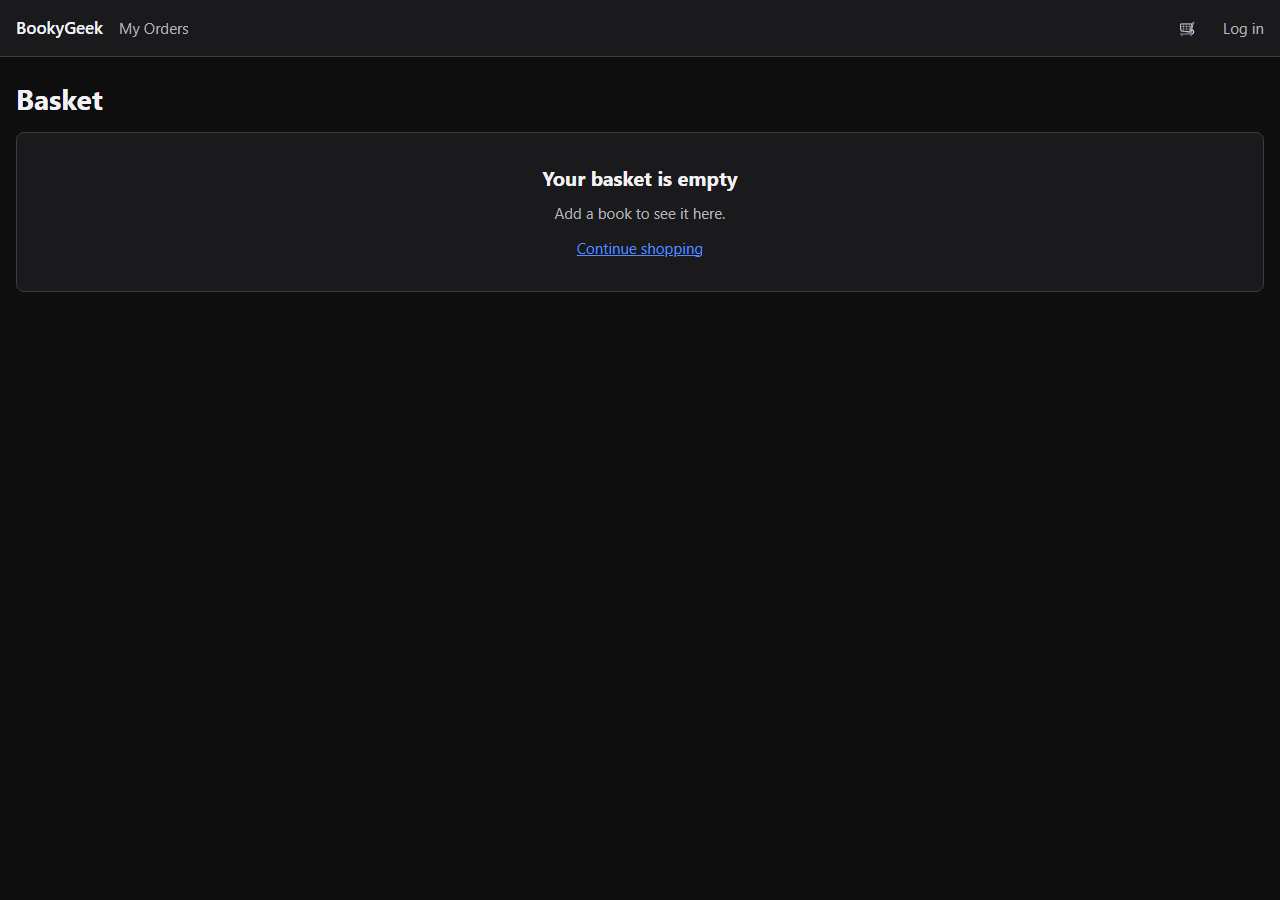 BookyGeek My Orders Log in
Basket
Your basket is empty
Add a book to see it here.
Continue shopping